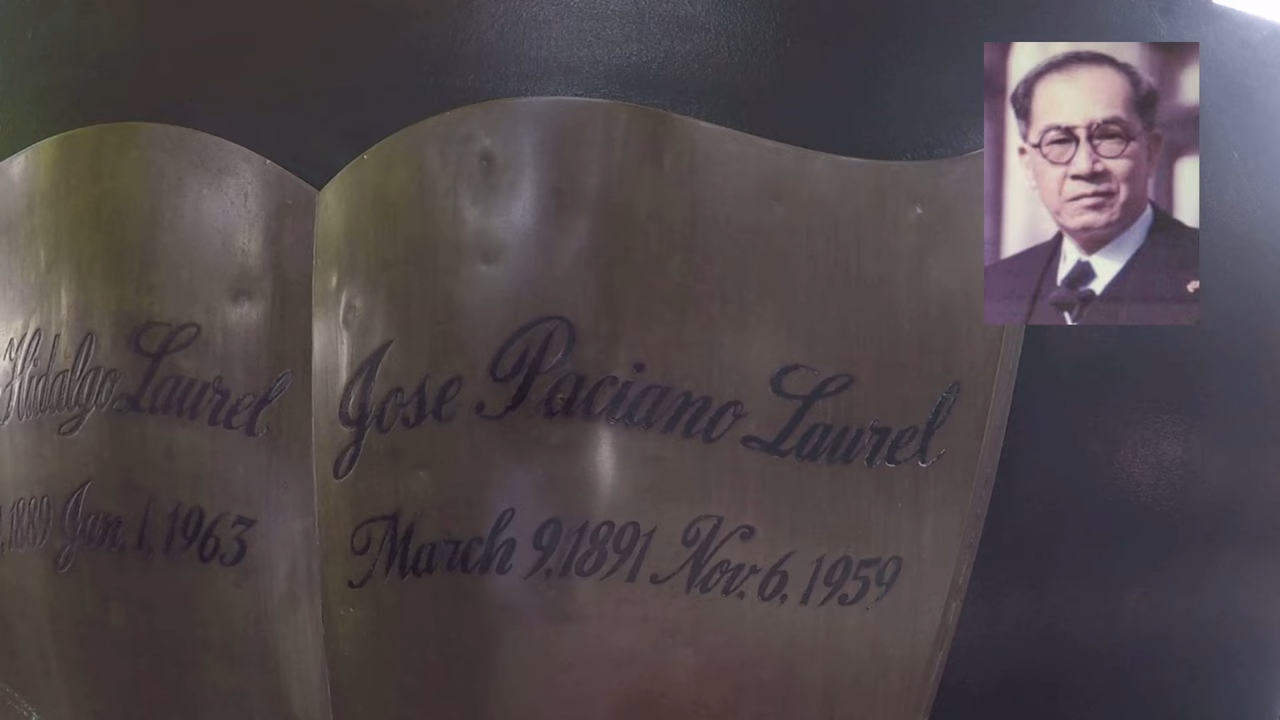 Hidalgo Laurel
1889 Jan. 1, 1963
Jose Paciano Laurel
March 9, 1891 Nov. 6, 1959